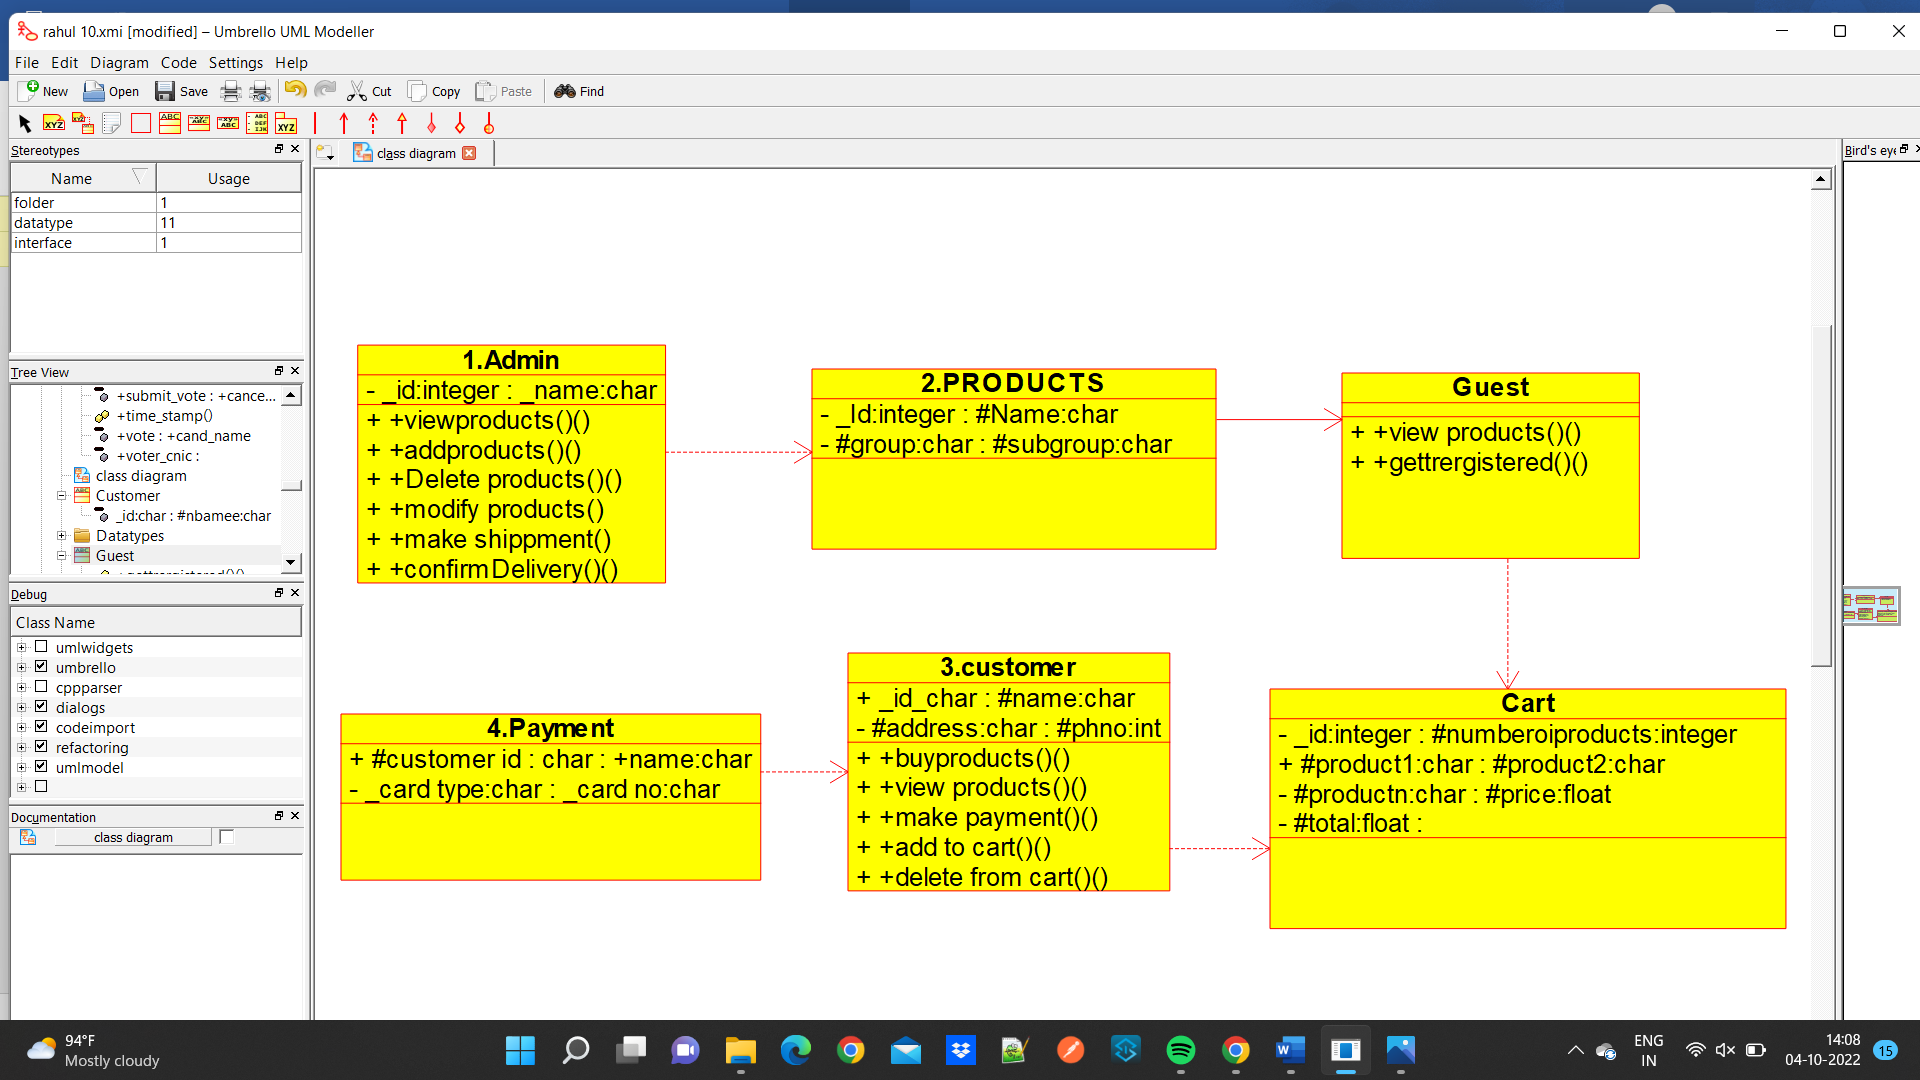 rahul 10.xmi [modified] – Umbrello UML Modeller
File Edit Diagram Code Settings Help
New Open Save Cut Copy Paste Find
Stereotypes
class diagram
Bird's eye
Name Usage
folder 1
datatype 11
interface 1
Tree View
+submit_vote : +cance...
+time_stamp()
+vote : +cand_name
+voter_cnic :
class diagram
Customer
_id:char : #nbamee:char
Datatypes
Guest
Debug
Class Name
umlwidgets
umbrello
cppparser
dialogs
codeimport
refactoring
umlmodel
Documentation
class diagram
1.Admin
- _id:integer : _name:char
+ +viewproducts()()
+ +addproducts()()
+ +Delete products()()
+ +modify products()
+ +make shippment()
+ +confirmDelivery()()
2.PRODUCTS
- _Id:integer : #Name:char
- #group:char : #subgroup:char
Guest
+ +view products()()
+ +gettrergistered()()
4.Payment
+ #customer id : char : +name:char
- _card type:char : _card no:char
3.customer
+ _id_char : #name:char
- #address:char : #phno:int
+ +buyproducts()()
+ +view products()()
+ +make payment()()
+ +add to cart()()
+ +delete from cart()()
Cart
- _id:integer : #numberoiproducts:integer
+ #product1:char : #product2:char
- #productn:char : #price:float
- #total:float :
94°F
Mostly cloudy
ENG
IN
14:08
04-10-2022
15